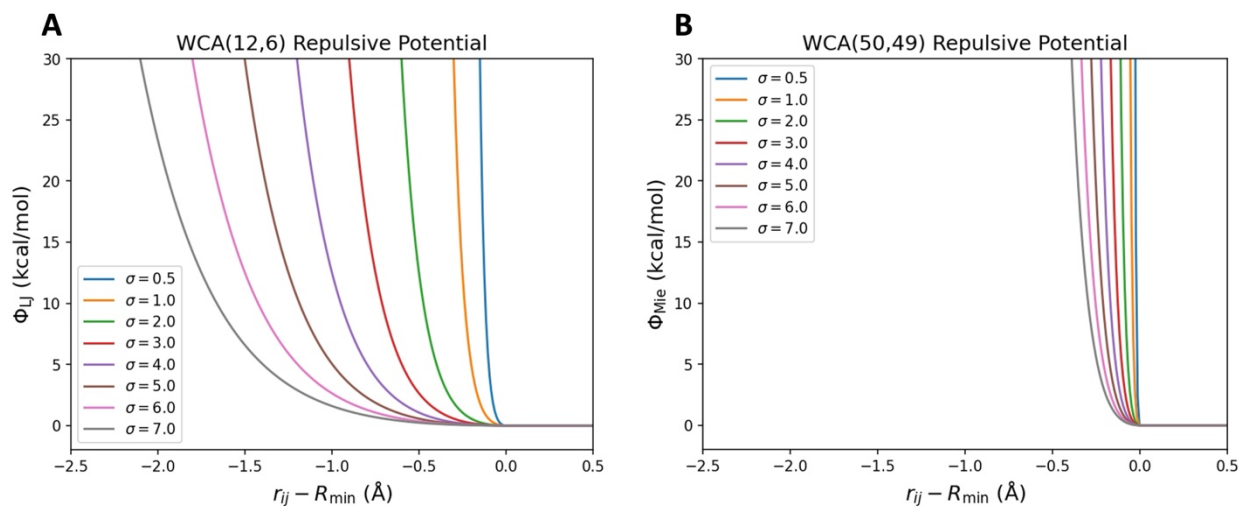 A
WCA(12,6) Repulsive Potential
30
25
20
15
10
5
0
Φ_LJ (kcal/mol)
σ = 0.5
σ = 1.0
σ = 2.0
σ = 3.0
σ = 4.0
σ = 5.0
σ = 6.0
σ = 7.0
−2.5 −2.0 −1.5 −1.0 −0.5 0.0 0.5
r_ij − R_min (Å)
B
WCA(50,49) Repulsive Potential
30
25
20
15
10
5
0
Φ_Mie (kcal/mol)
σ = 0.5
σ = 1.0
σ = 2.0
σ = 3.0
σ = 4.0
σ = 5.0
σ = 6.0
σ = 7.0
−2.5 −2.0 −1.5 −1.0 −0.5 0.0 0.5
r_ij − R_min (Å)